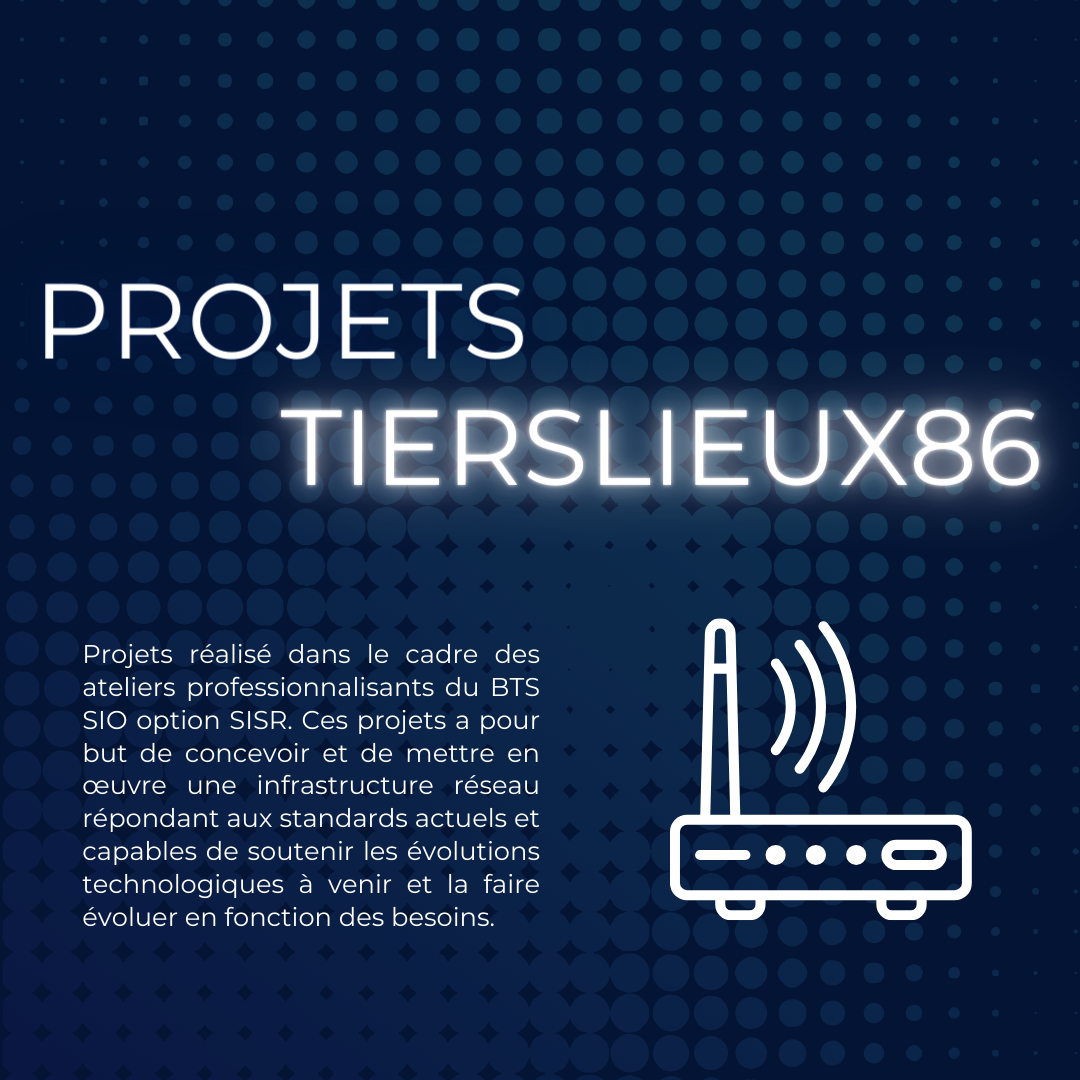 PROJETS
TIERSLIEUX86
Projets réalisé dans le cadre des
ateliers professionnalisants du BTS
SIO option SISR. Ces projets a pour
but de concevoir et de mettre en
œuvre une infrastructure réseau
répondant aux standards actuels et
capables de soutenir les évolutions
technologiques à venir et la faire
évoluer en fonction des besoins.